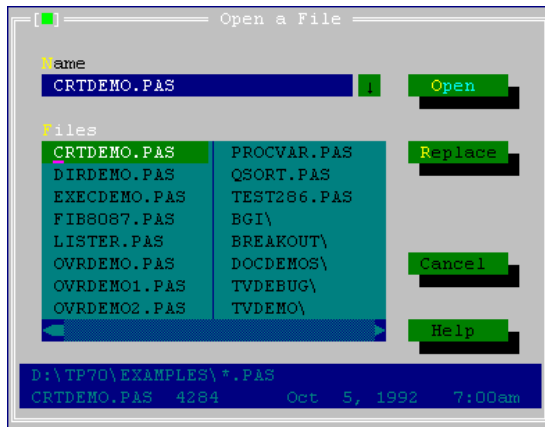 [■] Open a File
Name
CRTDEMO.PAS ↓
Open
Files
CRTDEMO.PAS PROCVAR.PAS
Replace
DIRDEMO.PAS QSORT.PAS
EXECDEMO.PAS TEST286.PAS
FIB8087.PAS BGI\
LISTER.PAS BREAKOUT\
OVRDEMO.PAS DOCDEMOS\
Cancel
OVRDEMO1.PAS TVDEBUG\
OVRDEMO2.PAS TVDEMO\
Help
D:\TP70\EXAMPLES\*.PAS
CRTDEMO.PAS 4284 Oct 5, 1992 7:00am